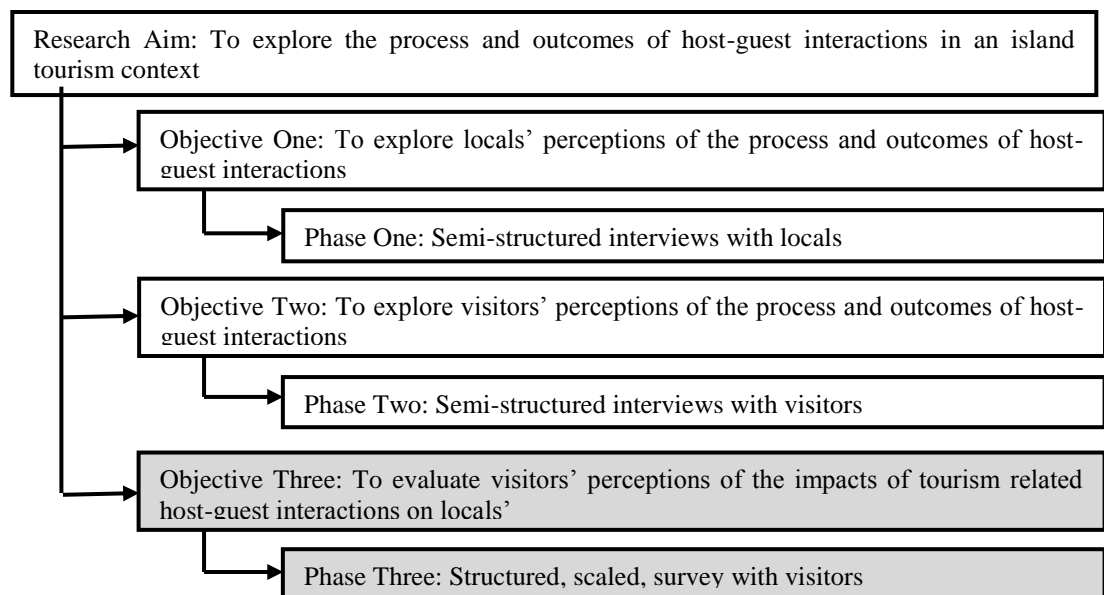 Research Aim: To explore the process and outcomes of host-guest interactions in an island
tourism context
Objective One: To explore locals’ perceptions of the process and outcomes of host-
guest interactions
Phase One: Semi-structured interviews with locals
Objective Two: To explore visitors’ perceptions of the process and outcomes of host-
guest interactions
Phase Two: Semi-structured interviews with visitors
Objective Three: To evaluate visitors’ perceptions of the impacts of tourism related
host-guest interactions on locals’
Phase Three: Structured, scaled, survey with visitors